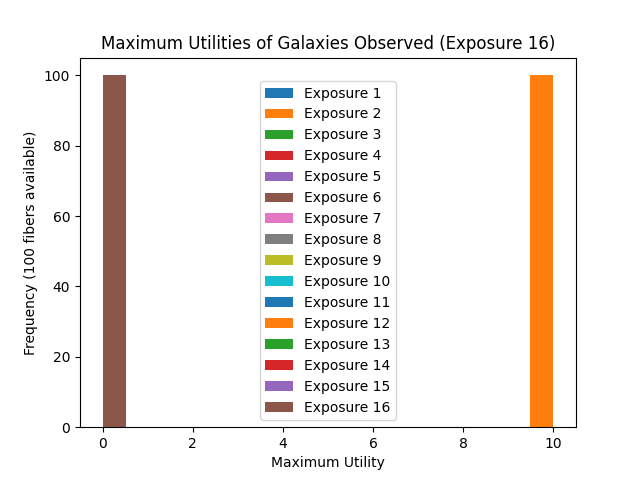 Maximum Utilities of Galaxies Observed (Exposure 16)
100
80
60
40
20
0
Frequency (100 fibers available)
Exposure 1
Exposure 2
Exposure 3
Exposure 4
Exposure 5
Exposure 6
Exposure 7
Exposure 8
Exposure 9
Exposure 10
Exposure 11
Exposure 12
Exposure 13
Exposure 14
Exposure 15
Exposure 16
0 2 4 6 8 10
Maximum Utility